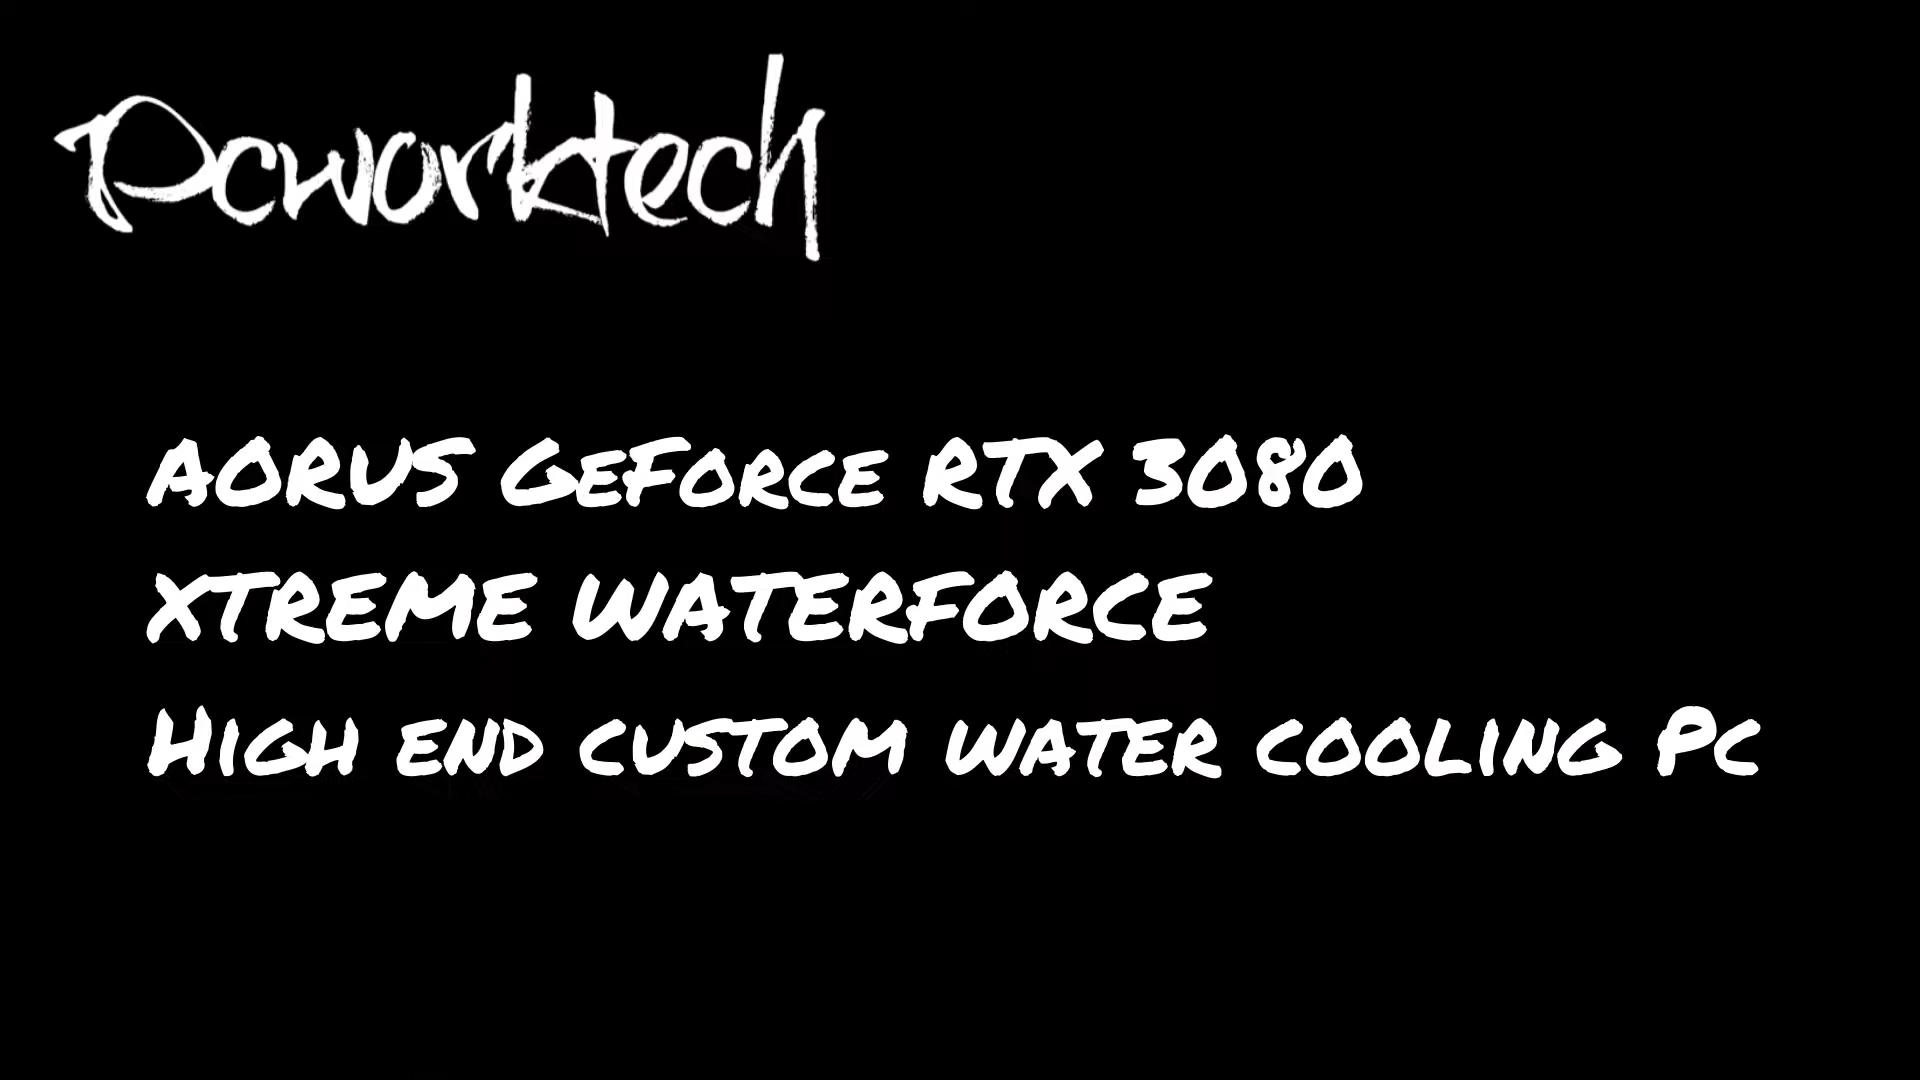 Pcworktech
AORUS GeForce RTX 3080
XTREME WATERFORCE
High end custom water cooling Pc